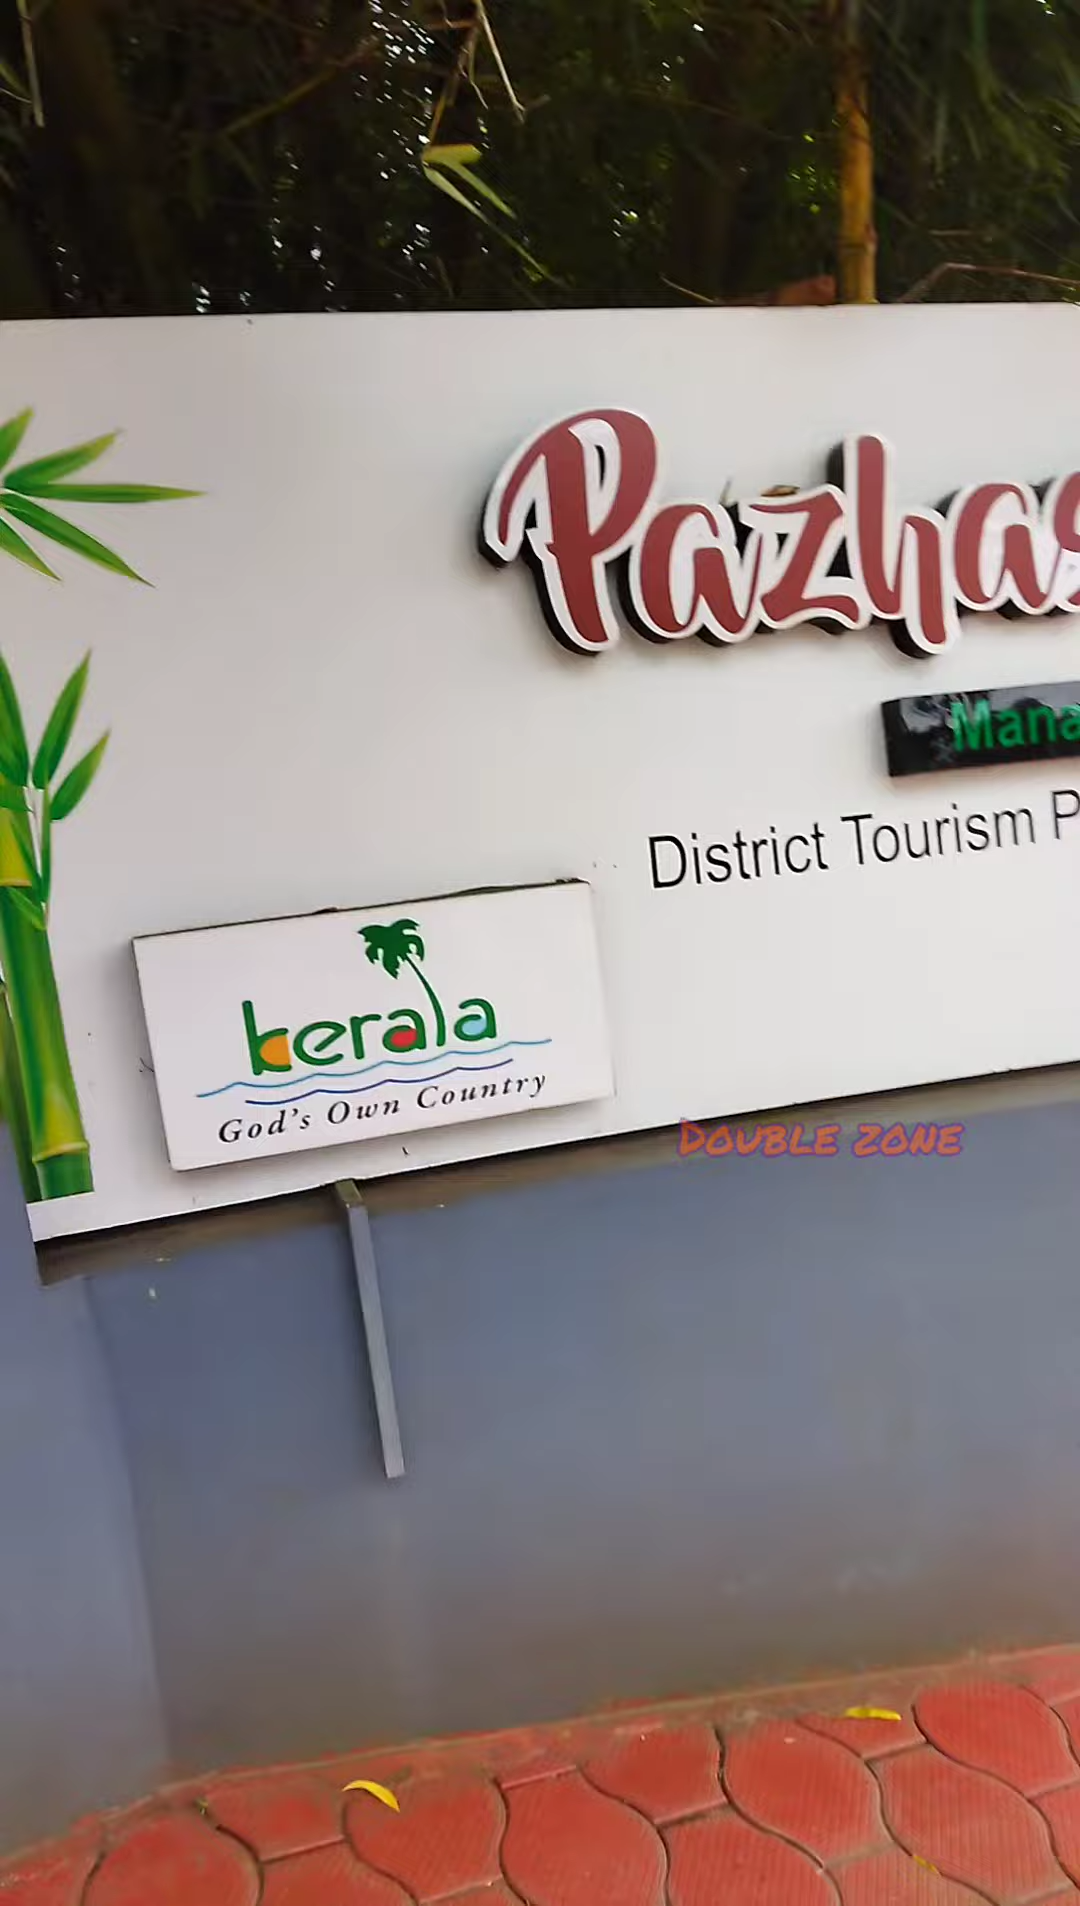 Pazhas
Mana
District Tourism P
kerala
God's Own Country
DOUBLE ZONE